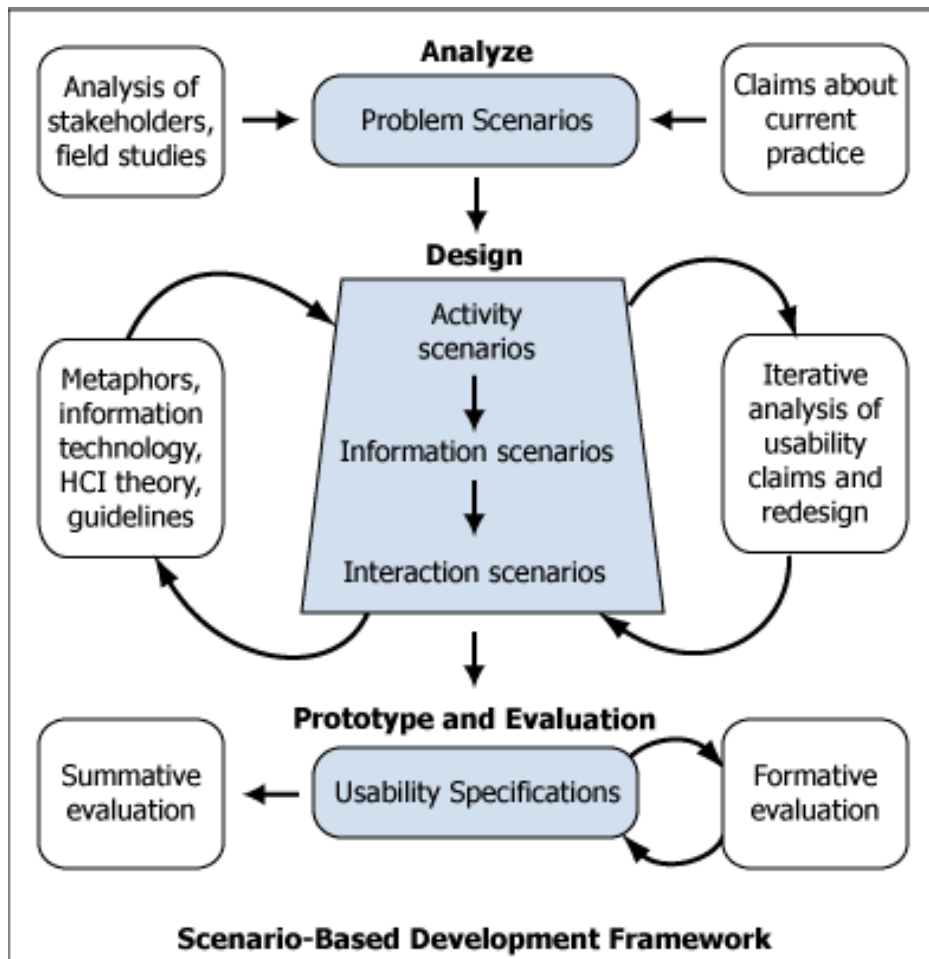 Analyze
Analysis of
stakeholders,
field studies
Problem Scenarios
Claims about
current
practice
Design
Metaphors,
information
technology,
HCI theory,
guidelines
Activity
scenarios
Information scenarios
Interaction scenarios
Iterative
analysis of
usability
claims and
redesign
Prototype and Evaluation
Summative
evaluation
Usability Specifications
Formative
evaluation
Scenario-Based Development Framework